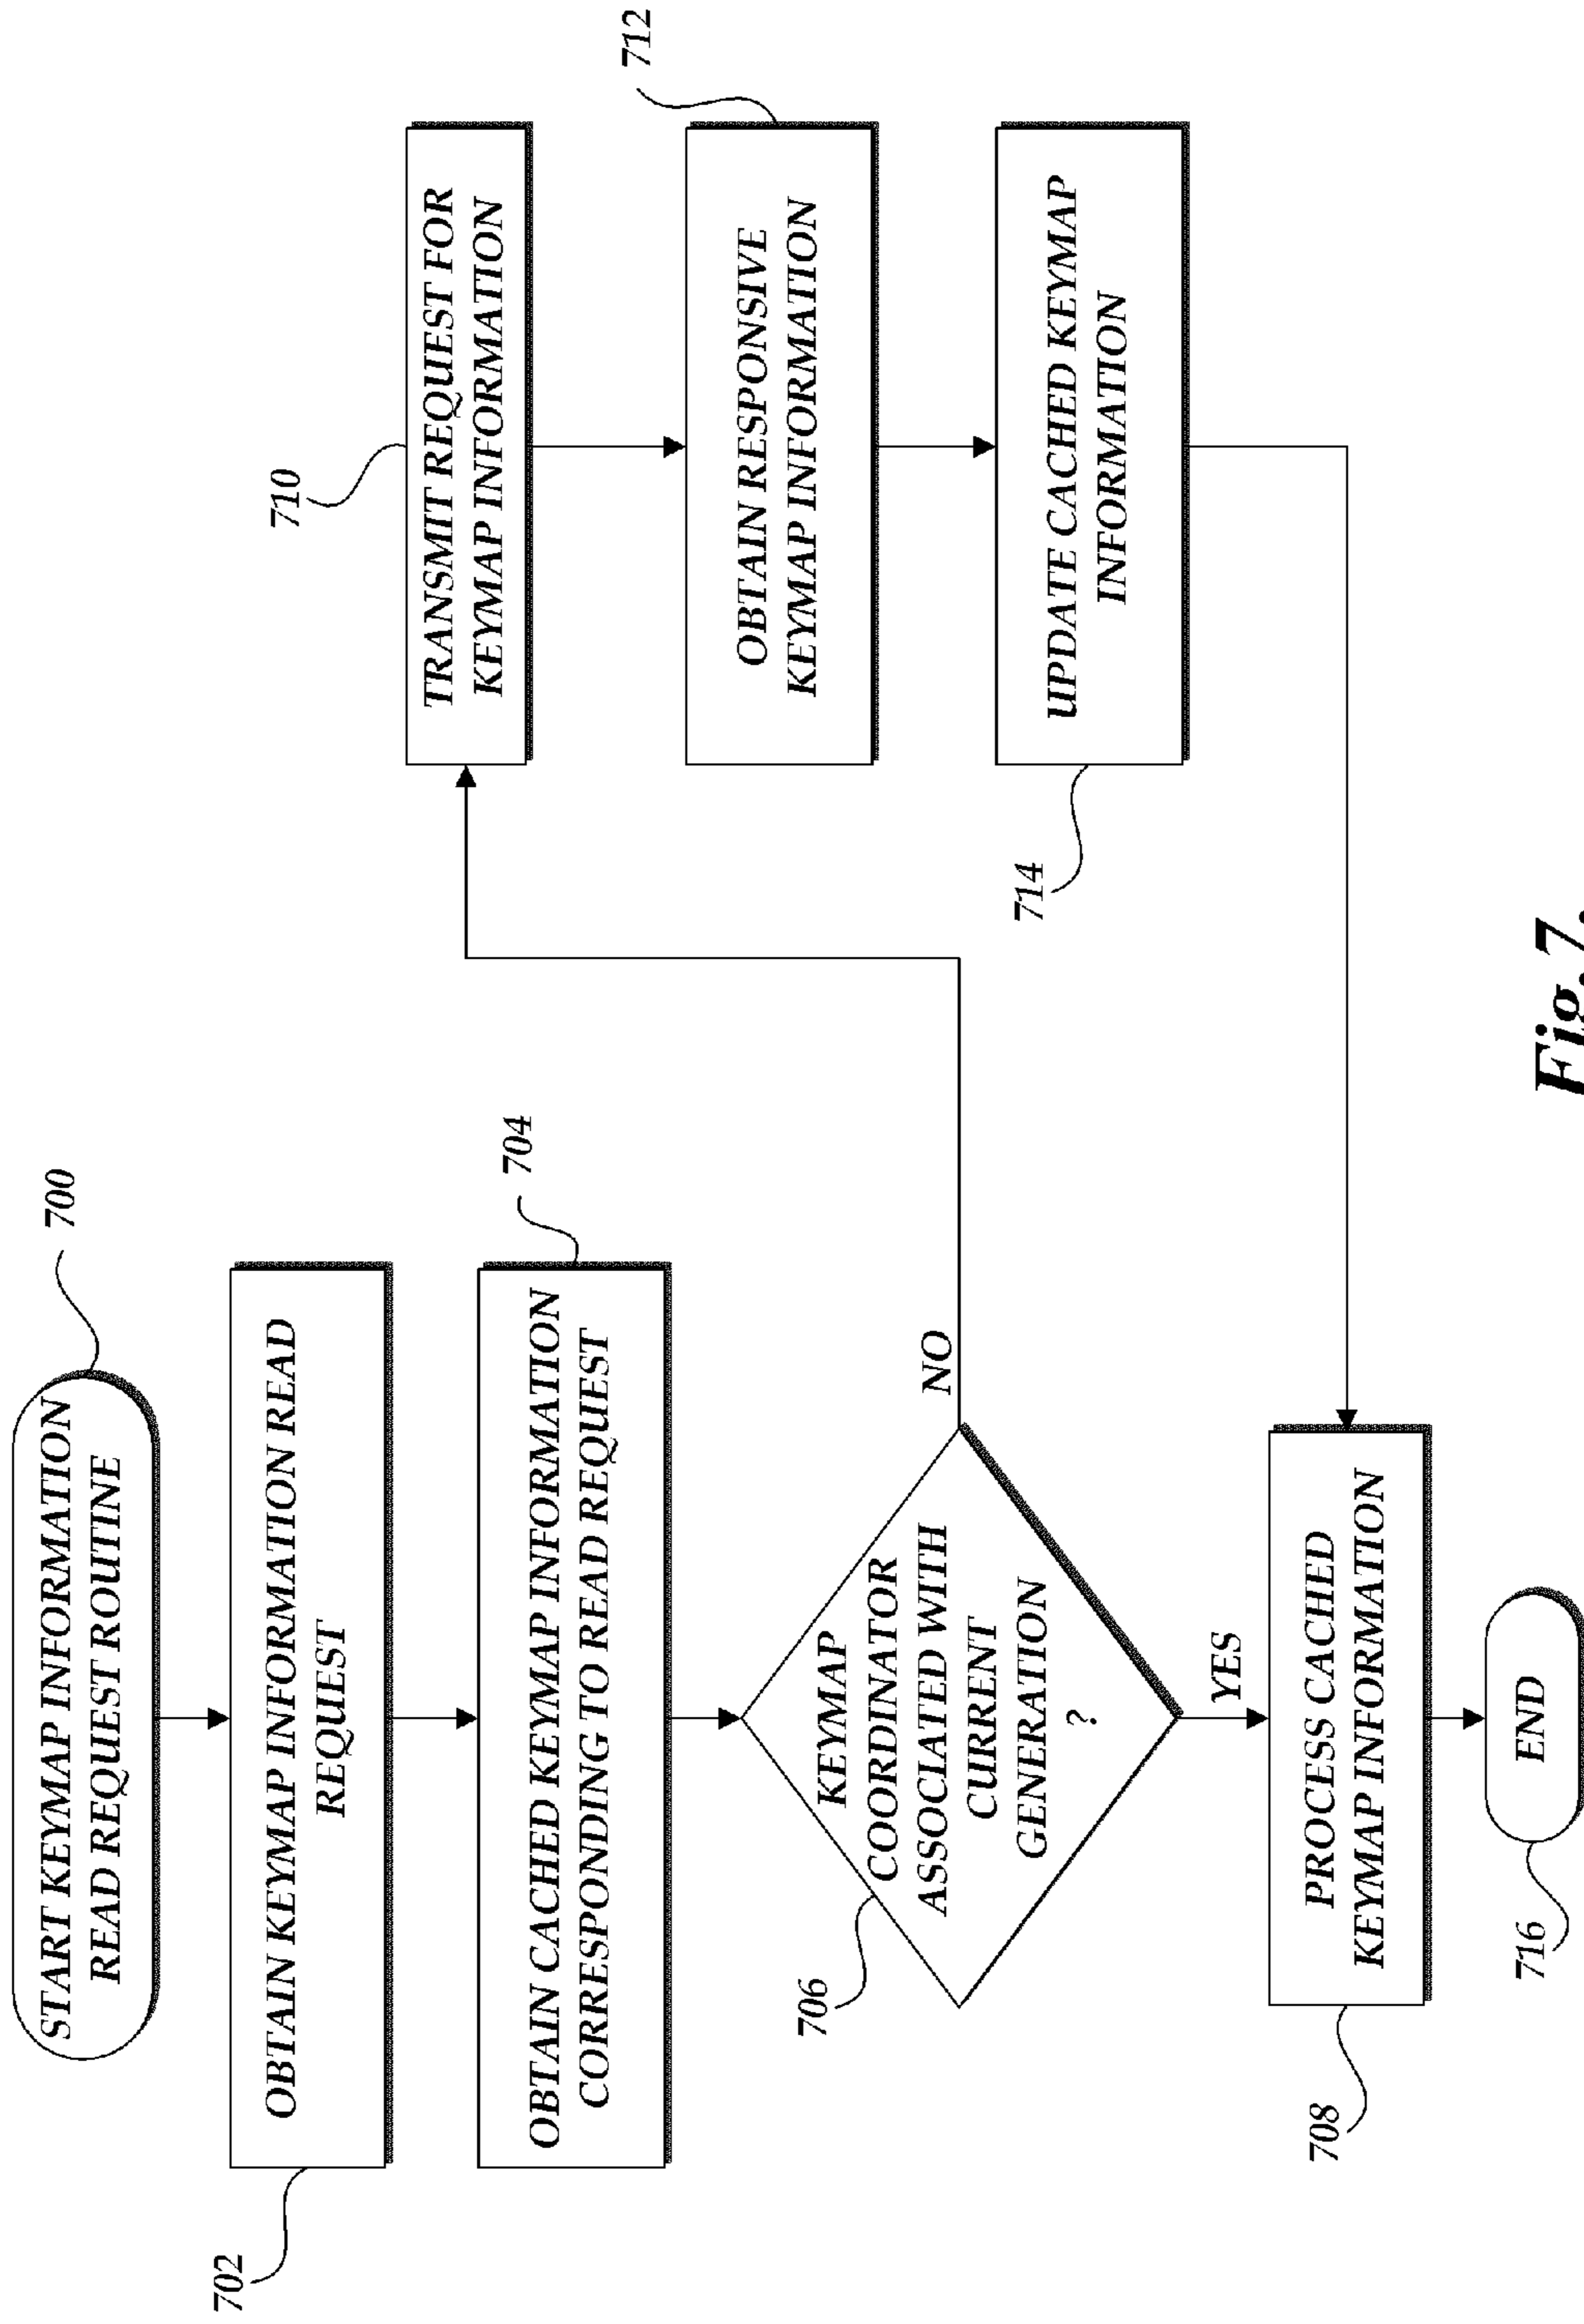 START KEYMAP INFORMATION
READ REQUEST ROUTINE
700
OBTAIN KEYMAP INFORMATION READ
REQUEST
702
OBTAIN CACHED KEYMAP INFORMATION
CORRESPONDING TO READ REQUEST
704
KEYMAP
COORDINATOR
ASSOCIATED WITH
CURRENT
GENERATION
?
706
NO
YES
PROCESS CACHED
KEYMAP INFORMATION
708
END
716
710
TRANSMIT REQUEST FOR
KEYMAP INFORMATION
712
OBTAIN RESPONSIVE
KEYMAP INFORMATION
UPDATE CACHED KEYMAP
INFORMATION
714
Fig.7.